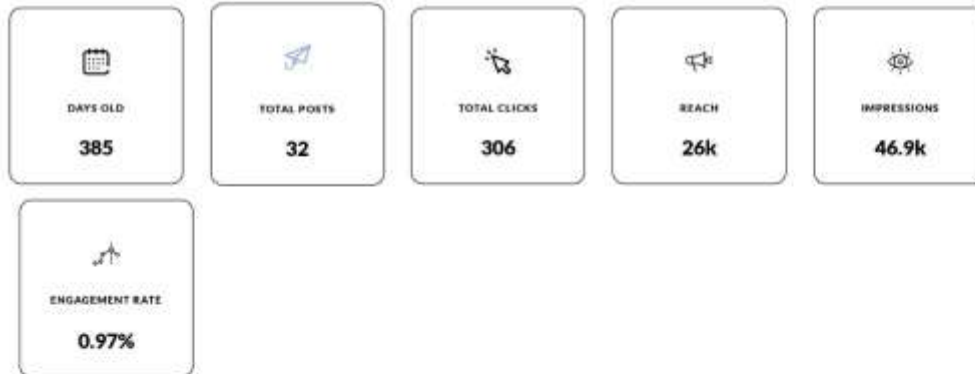 DAYS OLD
385
TOTAL POSTS
32
TOTAL CLICKS
306
REACH
26k
IMPRESSIONS
46.9k
ENGAGEMENT RATE
0.97%